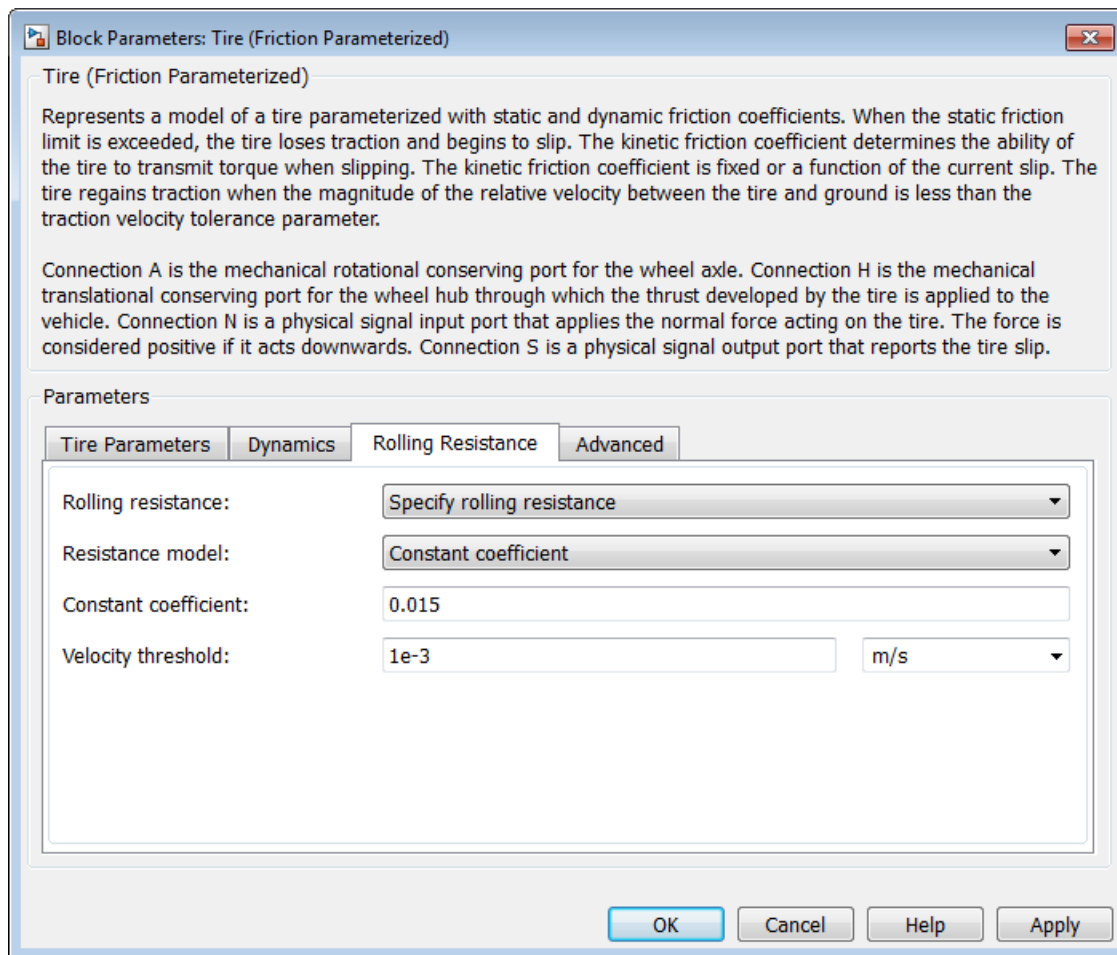 Block Parameters: Tire (Friction Parameterized)
Tire (Friction Parameterized)
Represents a model of a tire parameterized with static and dynamic friction coefficients. When the static friction
limit is exceeded, the tire loses traction and begins to slip. The kinetic friction coefficient determines the ability of
the tire to transmit torque when slipping. The kinetic friction coefficient is fixed or a function of the current slip. The
tire regains traction when the magnitude of the relative velocity between the tire and ground is less than the
traction velocity tolerance parameter.
Connection A is the mechanical rotational conserving port for the wheel axle. Connection H is the mechanical
translational conserving port for the wheel hub through which the thrust developed by the tire is applied to the
vehicle. Connection N is a physical signal input port that applies the normal force acting on the tire. The force is
considered positive if it acts downwards. Connection S is a physical signal output port that reports the tire slip.
Parameters
Tire Parameters Dynamics Rolling Resistance Advanced
Rolling resistance: Specify rolling resistance
Resistance model: Constant coefficient
Constant coefficient: 0.015
Velocity threshold: 1e-3 m/s
OK Cancel Help Apply